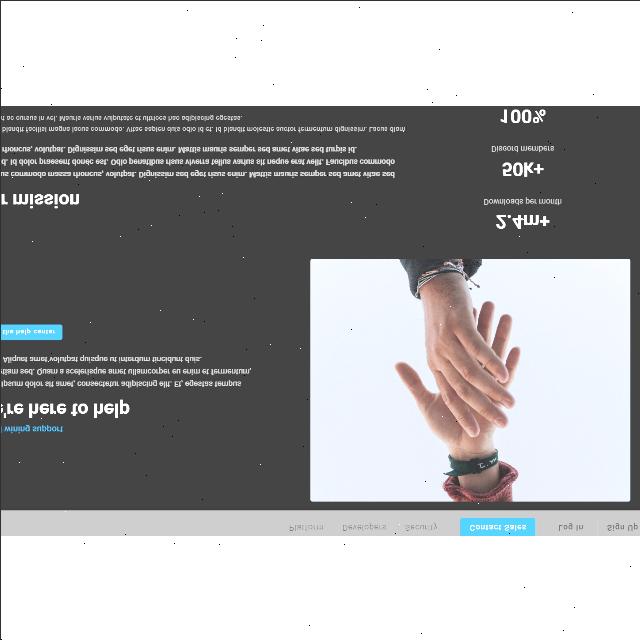 Platform Developers Security Contact Sales Log in Sign Up
wining support
're here to help
ipsum dolor sit amet, consectetur adipiscing elit. Et, egestas tempus
tiam sed. Quam a scelerisque amet ullamcorper eu enim et fermentum,
Aliquet amet volutpat quisque ut interdum tincidunt duis.
the help center
r mission
us commodo massa rhoncus, volutpat. Dignissim sed eget risus enim. Mattis mauris semper sed amet vitae sed
d. Id dolor praesent donec est. Odio penatibus risus viverra tellus varius sit neque erat velit. Faucibus commodo
rhoncus, volutpat. Dignissim sed eget risus enim. Mattis mauris semper sed amet vitae sed turpis id.
blandit facilisi magna lacus commodo. Vitae sapien duis odio id et. Id blandit molestie auctor fermentum dignissim. Lacus diam
t ac cursus in vel. Mauris varius vulputate et ultrices hac adipiscing egestas.
2.4m+
Downloads per month
50k+
Discord members
100%